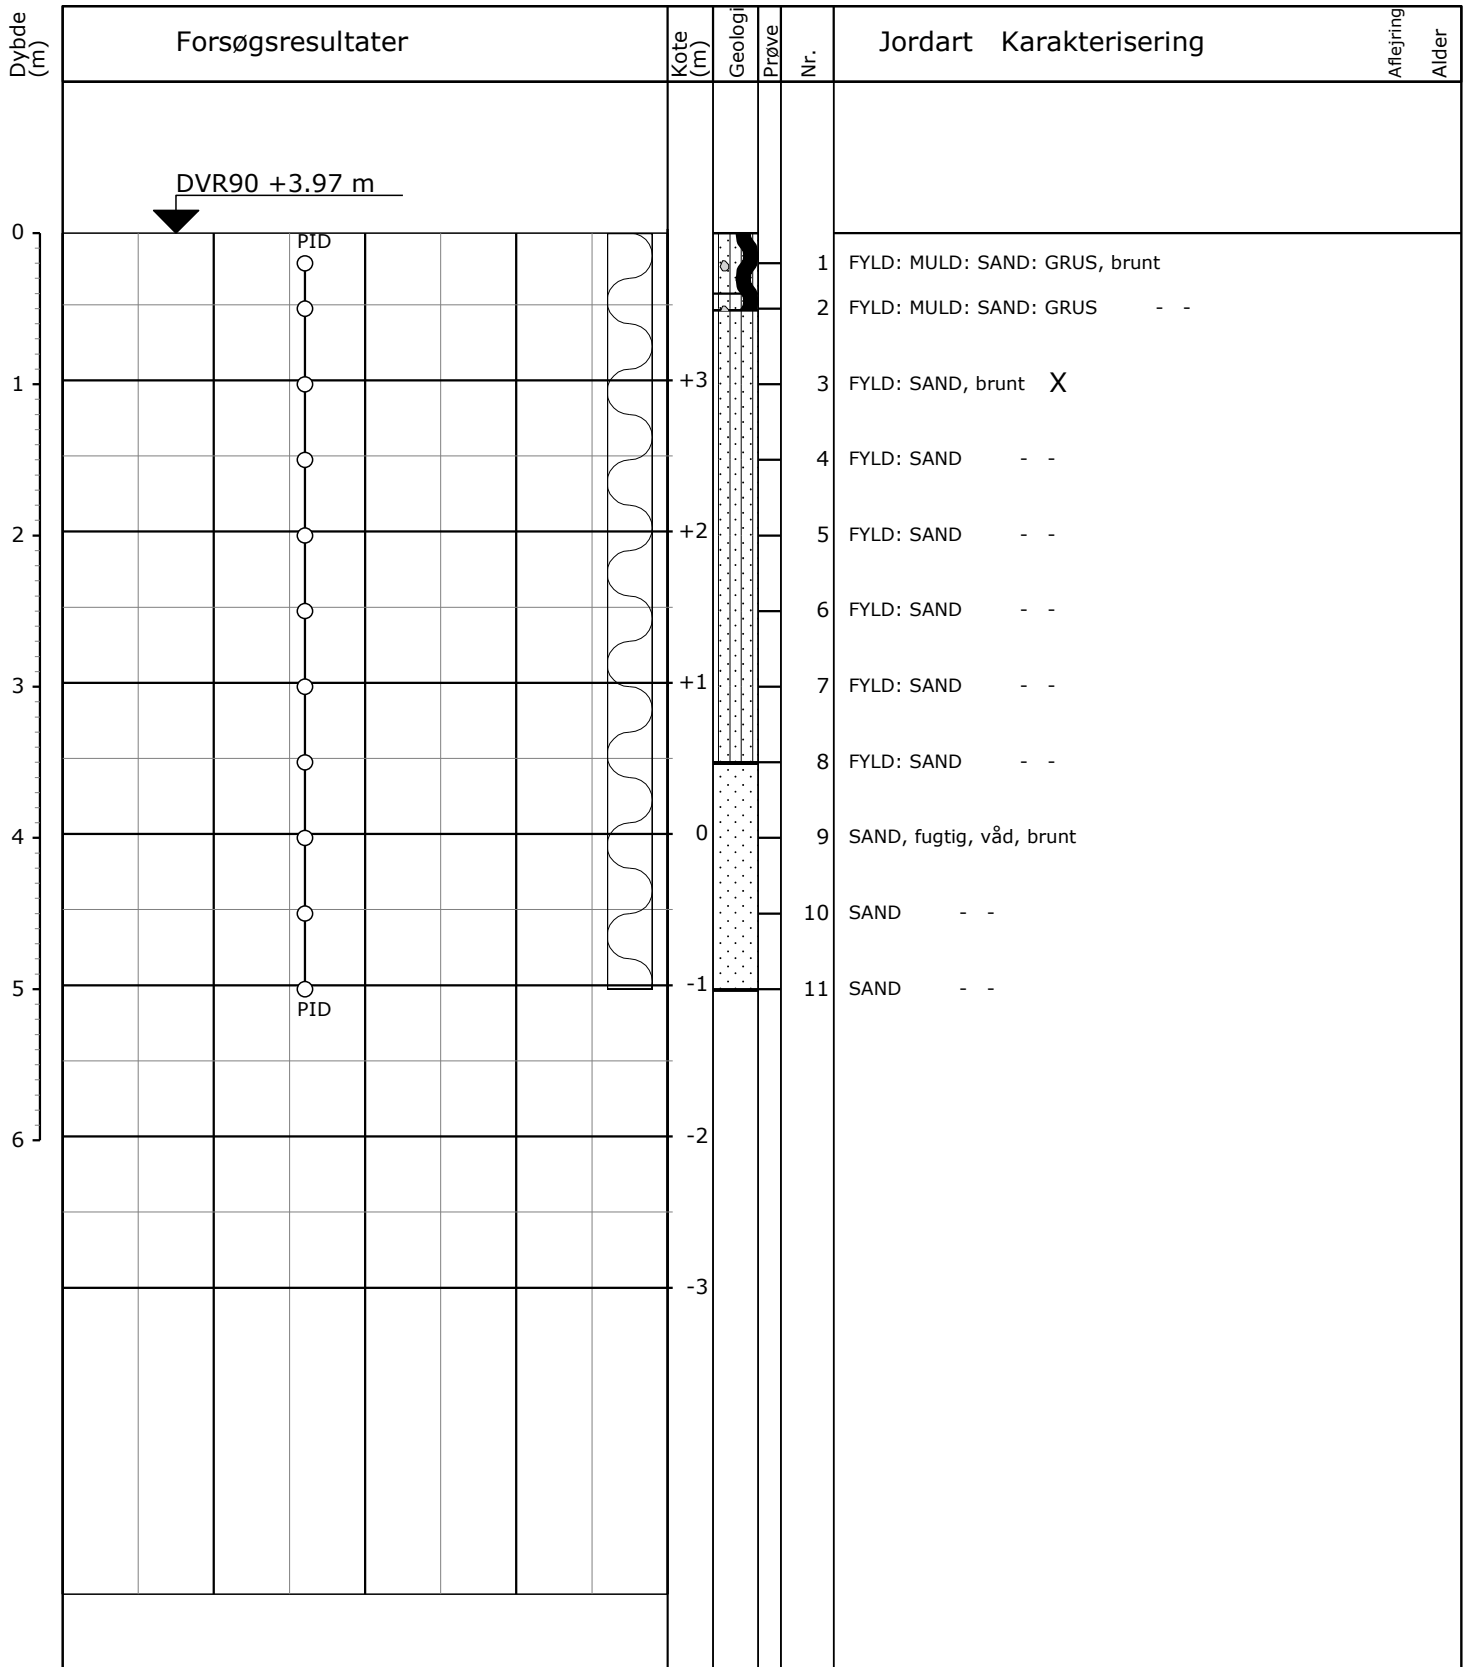 Dybde (m) Forsøgsresultater Kote (m) Geologi Prøve Nr. Jordart Karakterisering Aflejring Alder
DVR90 +3.97 m
0
PID
1 FYLD: MULD: SAND: GRUS, brunt
2 FYLD: MULD: SAND: GRUS - -
1 +3 3 FYLD: SAND, brunt X
4 FYLD: SAND - -
2 +2 5 FYLD: SAND - -
6 FYLD: SAND - -
3 +1 7 FYLD: SAND - -
8 FYLD: SAND - -
4 0 9 SAND, fugtig, våd, brunt
10 SAND - -
5 -1 11 SAND - -
PID
6 -2
-3